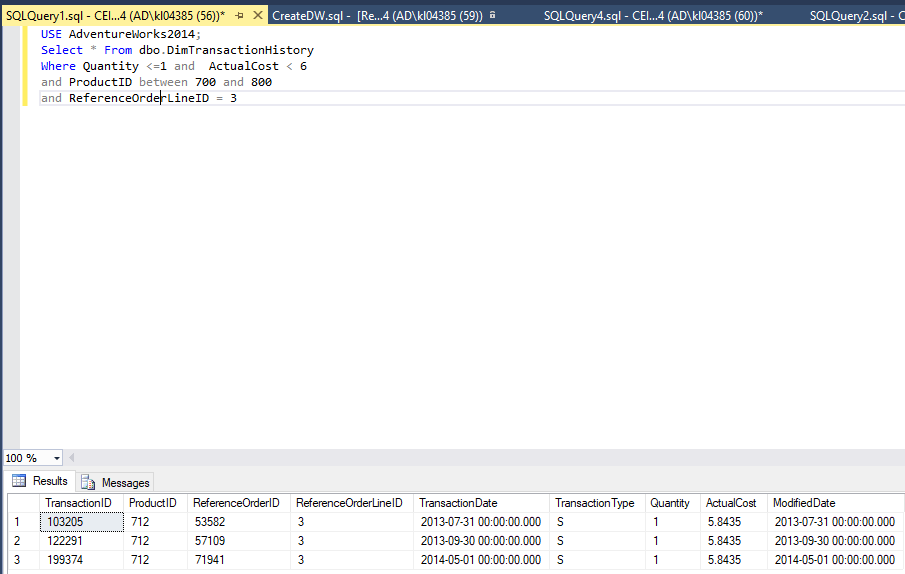 SQLQuery1.sql - CEI...4 (AD\kl04385 (56))* CreateDW.sql - [Re...4 (AD\kl04385 (59)) SQLQuery4.sql - CEI...4 (AD\kl04385 (60))* SQLQuery2.sql - C
USE AdventureWorks2014;
Select * From dbo.DimTransactionHistory
Where Quantity <=1 and  ActualCost < 6
and ProductID between 700 and 800
and ReferenceOrderLineID = 3
100 %
Results Messages
TransactionID ProductID ReferenceOrderID ReferenceOrderLineID TransactionDate TransactionType Quantity ActualCost ModifiedDate
1 103205 712 53582 3 2013-07-31 00:00:00.000 S 1 5.8435 2013-07-31 00:00:00.000
2 122291 712 57109 3 2013-09-30 00:00:00.000 S 1 5.8435 2013-09-30 00:00:00.000
3 199374 712 71941 3 2014-05-01 00:00:00.000 S 1 5.8435 2014-05-01 00:00:00.000